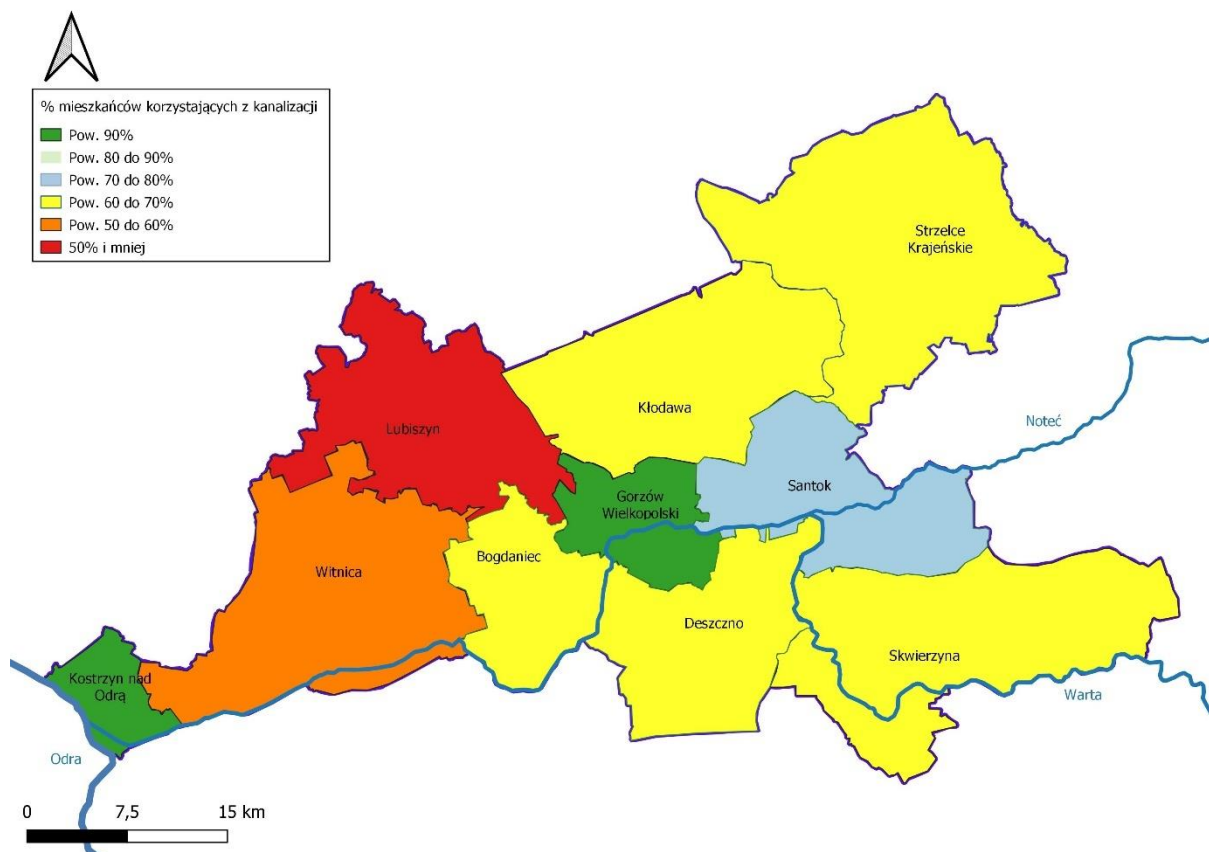 % mieszkańców korzystających z kanalizacji
Pow. 90%
Pow. 80 do 90%
Pow. 70 do 80%
Pow. 60 do 70%
Pow. 50 do 60%
50% i mniej
Strzelce
Krajeńskie
Kłodawa
Noteć
Lubiszyn
Santok
Gorzów
Wielkopolski
Bogdaniec
Witnica
Deszczno
Skwierzyna
Kostrzyn nad
Odrą
Warta
Odra
0 7,5 15 km